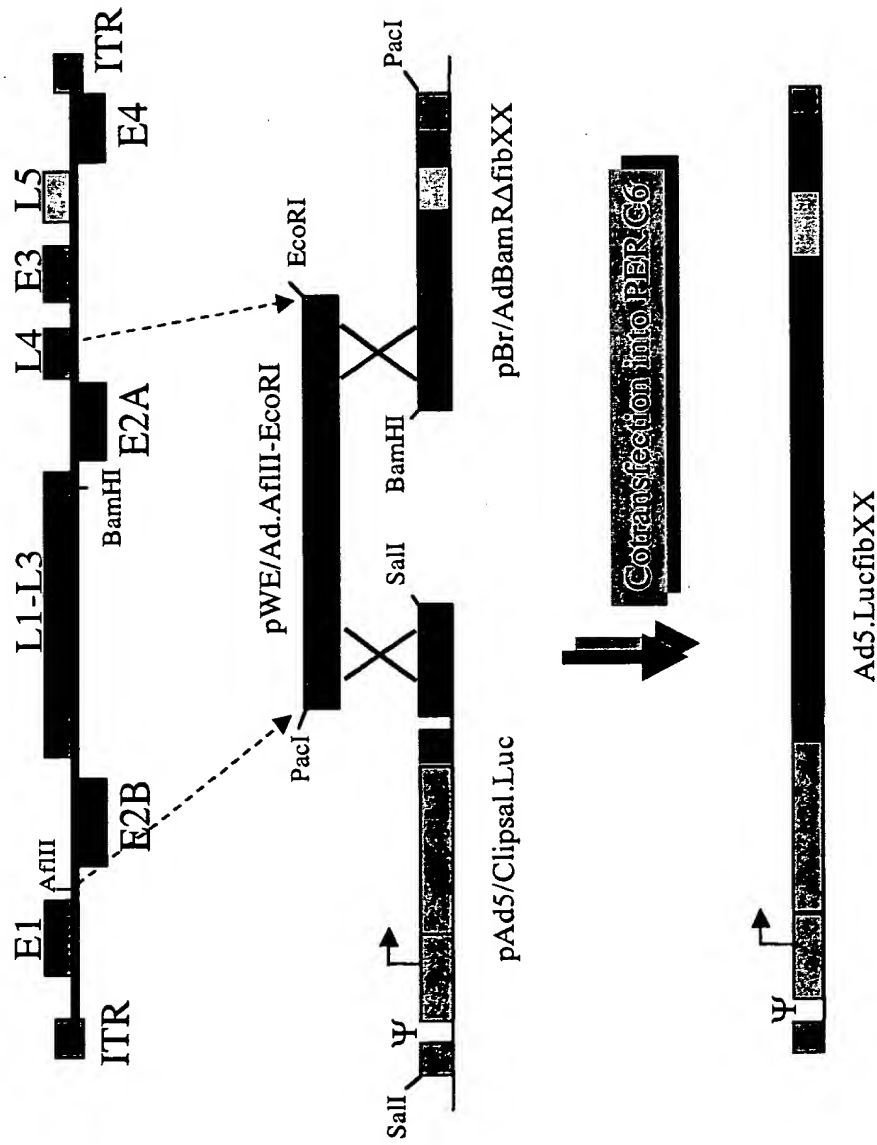 ITR
E1
AflII
E2B
L1-L3
BamHI
E2A
L4
E3
L5
E4
ITR
PacI
pWE/Ad.AflII-EcoRI
EcoRI
SalI
Ψ
pAd5/Clipsal.Luc
SalI
BamHI
pBr/AdBamRΔfibXX
PacI
Cotransfection into PER.C6
Ψ
Ad5.LucfibXX